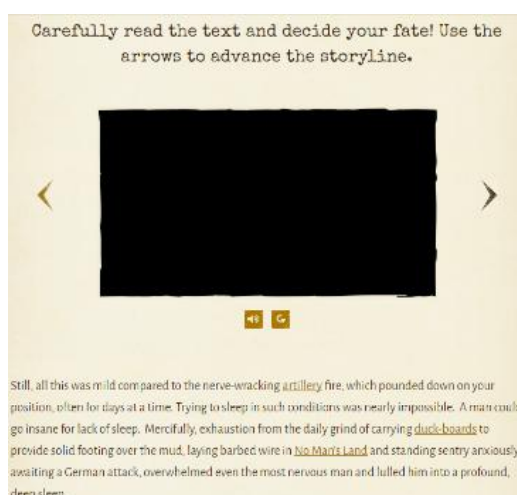 Carefully read the text and decide your fate! Use the
arrows to advance the storyline.
Still, all this was mild compared to the nerve-wracking artillery fire, which pounded down on your
position, often for days at a time. Trying to sleep in such conditions was nearly impossible. A man could
go insane for lack of sleep. Mercifully, exhaustion from the daily grind of carrying duck-boards to
provide solid footing over the mud, laying barbed wire in No Man's Land and standing sentry anxiously
awaiting a German attack, overwhelmed even the most nervous man and lulled him into a profound,
deep sleep